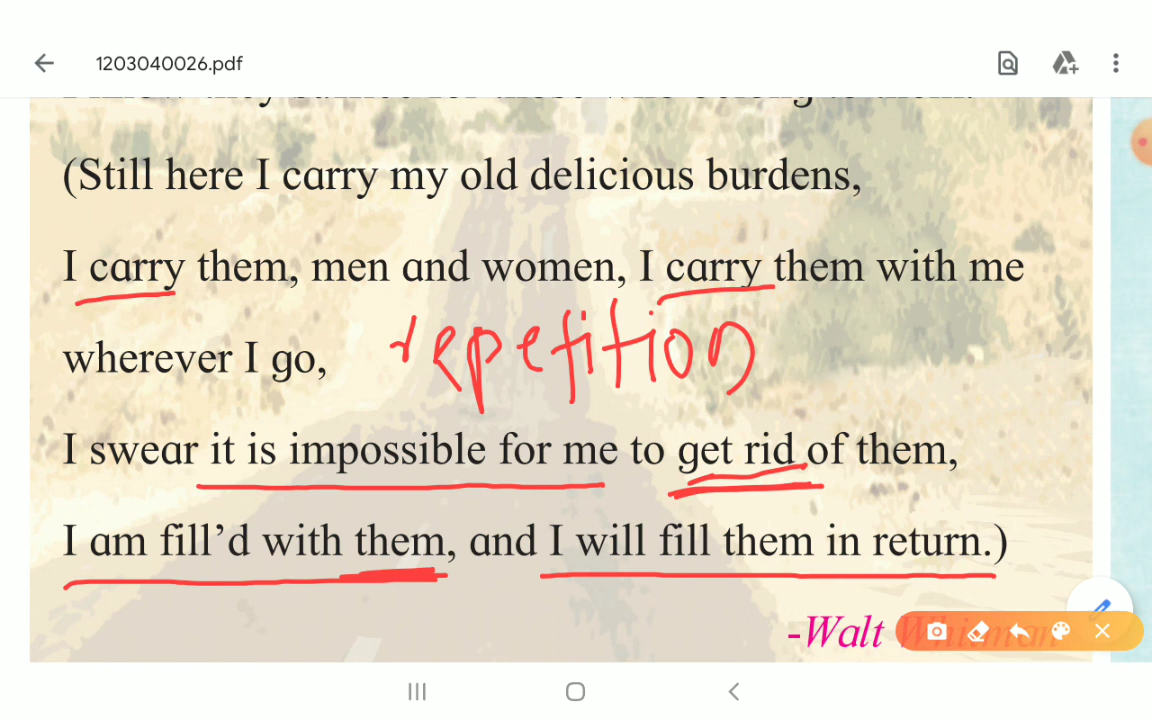 1203040026.pdf
(Still here I carry my old delicious burdens,
I carry them, men and women, I carry them with me
wherever I go,
repetition
I swear it is impossible for me to get rid of them,
I am fill’d with them, and I will fill them in return.)
-Walt Whitman